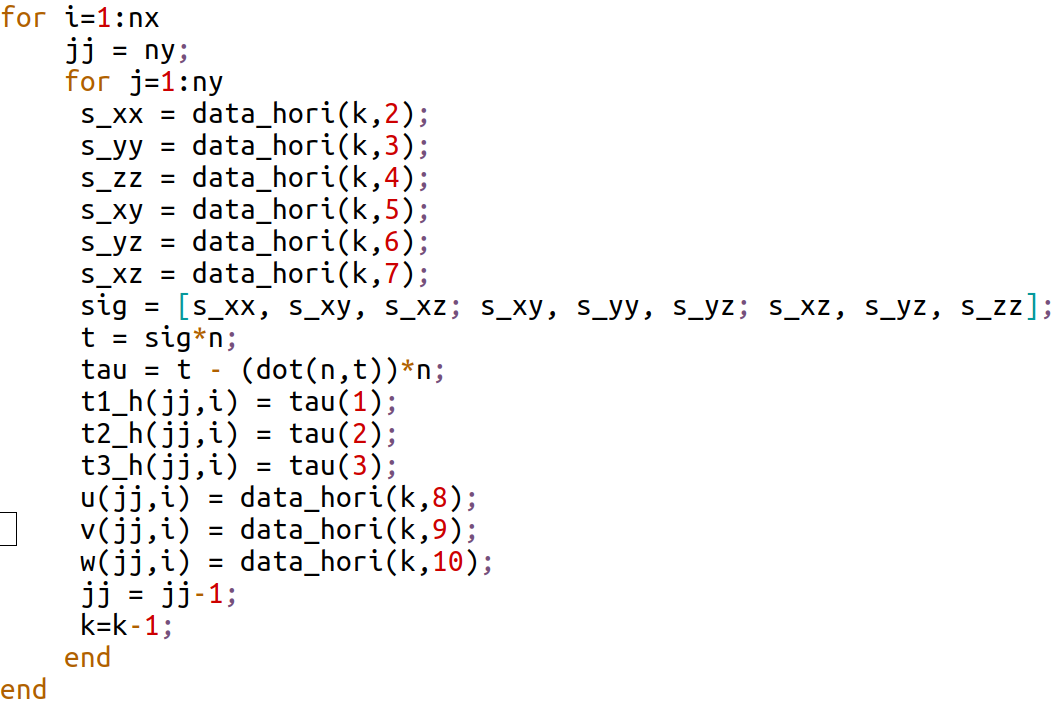 for i=1:nx
    jj = ny;
    for j=1:ny
     s_xx = data_hori(k,2);
     s_yy = data_hori(k,3);
     s_zz = data_hori(k,4);
     s_xy = data_hori(k,5);
     s_yz = data_hori(k,6);
     s_xz = data_hori(k,7);
     sig = [s_xx, s_xy, s_xz; s_xy, s_yy, s_yz; s_xz, s_yz, s_zz];
     t = sig*n;
     tau = t - (dot(n,t))*n;
     t1_h(jj,i) = tau(1);
     t2_h(jj,i) = tau(2);
     t3_h(jj,i) = tau(3);
     u(jj,i) = data_hori(k,8);
     v(jj,i) = data_hori(k,9);
     w(jj,i) = data_hori(k,10);
     jj = jj-1;
     k=k-1;
    end
end